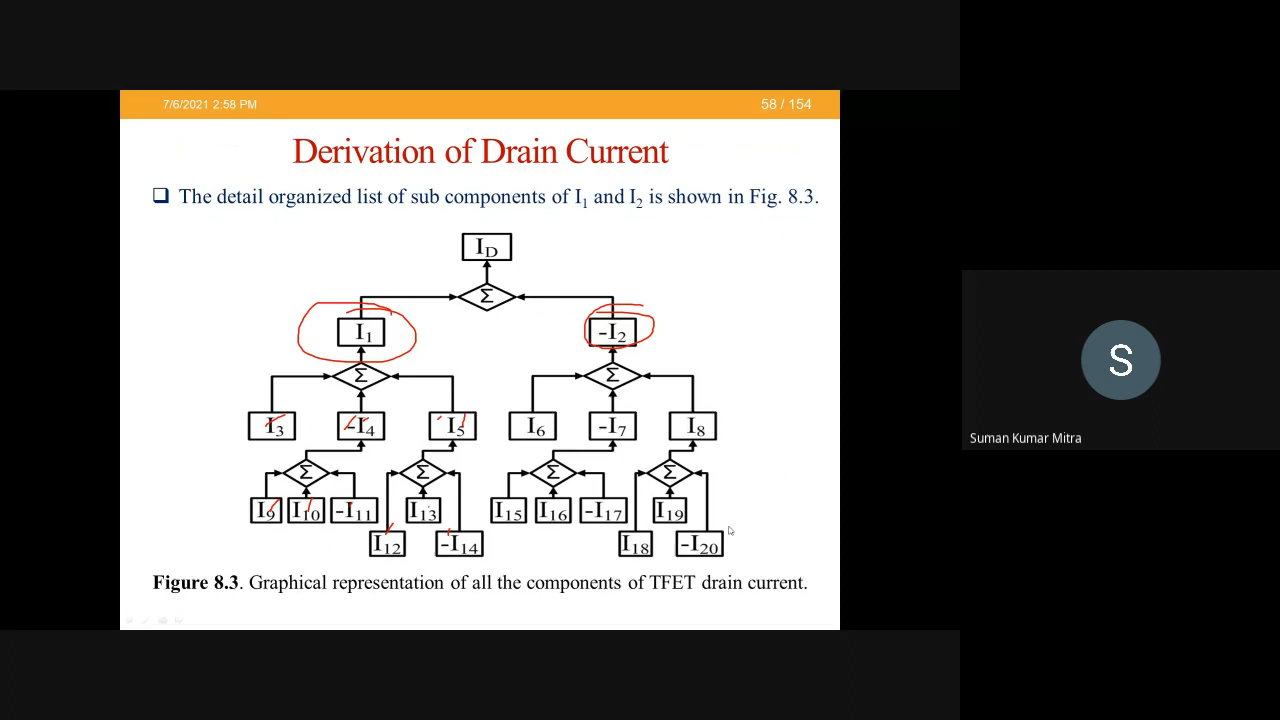 7/6/2021 2:58 PM
58 / 154
Derivation of Drain Current
The detail organized list of sub components of I1 and I2 is shown in Fig. 8.3.
ID
Σ
I1
-I2
Σ
Σ
I3
-I4
I5
I6
-I7
I8
Σ
Σ
Σ
Σ
I9
I10
-I11
I13
I15
I16
-I17
I19
I12
-I14
I18
-I20
Figure 8.3. Graphical representation of all the components of TFET drain current.
S
Suman Kumar Mitra